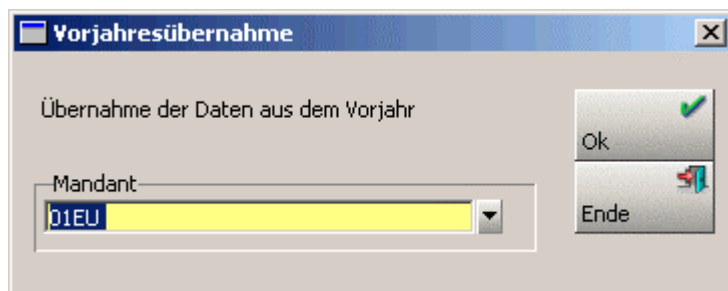 Vorjahresübernahme
Übernahme der Daten aus dem Vorjahr
Ok
Mandant
01EU
Ende